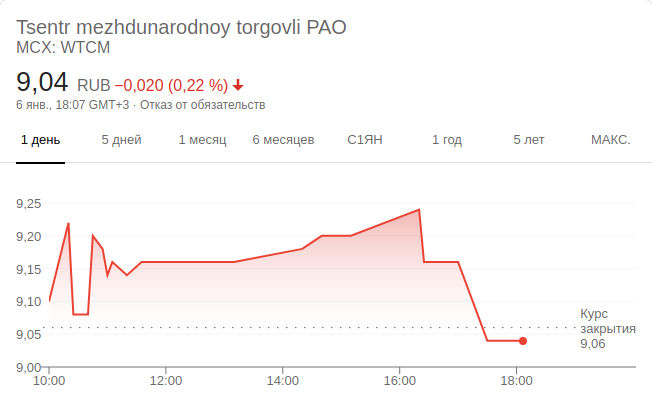 Tsentr mezhdunarodnoy torgovli PAO
MCX: WTCM
9,04 RUB −0,020 (0,22 %)
6 янв., 18:07 GMT+3 · Отказ от обязательств
1 день 5 дней 1 месяц 6 месяцев С1ЯН 1 год 5 лет МАКС.
9,25
9,20
9,15
9,10
9,05
9,00
Курс
закрытия
9,06
10:00 12:00 14:00 16:00 18:00